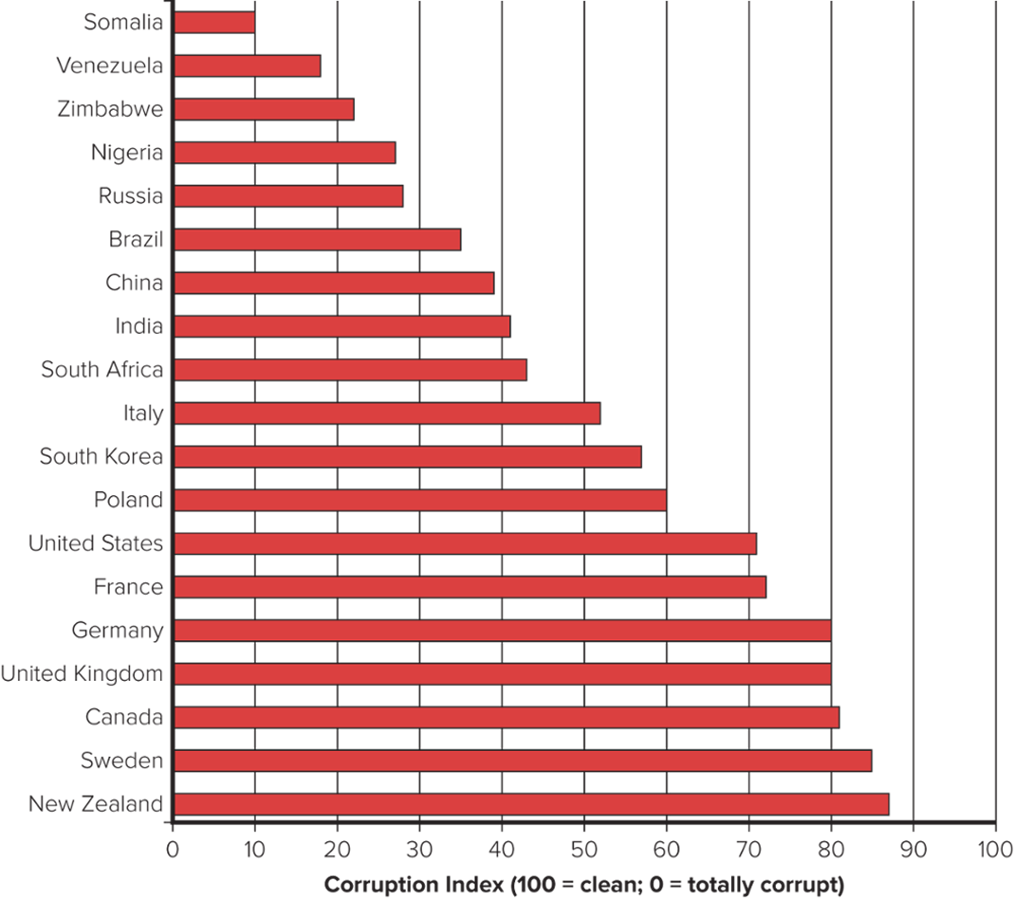 Somalia
Venezuela
Zimbabwe
Nigeria
Russia
Brazil
China
India
South Africa
Italy
South Korea
Poland
United States
France
Germany
United Kingdom
Canada
Sweden
New Zealand
0 10 20 30 40 50 60 70 80 90 100
Corruption Index (100 = clean; 0 = totally corrupt)